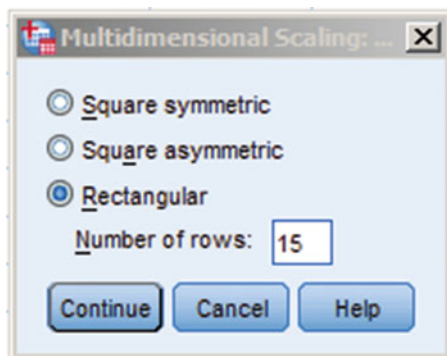 Multidimensional Scaling: ...
Square symmetric
Square asymmetric
Rectangular
Number of rows: 15
Continue Cancel Help